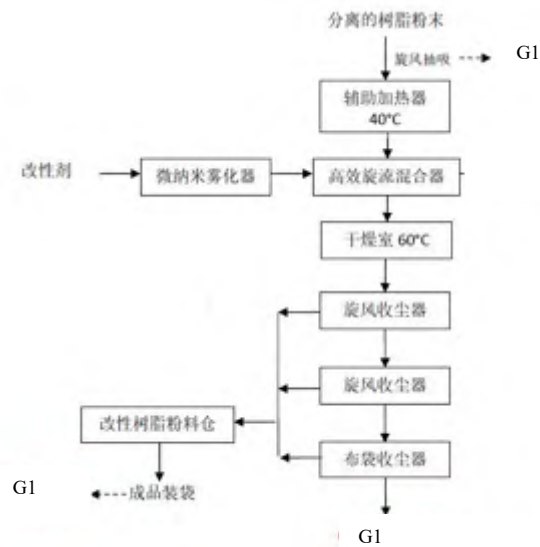 分离的树脂粉末
旋风抽吸
G1
辅助加热器
40°C
改性剂
微纳米雾化器
高效旋流混合器
干燥室 60°C
旋风收尘器
旋风收尘器
改性树脂粉料仓
布袋收尘器
G1
成品装袋
G1